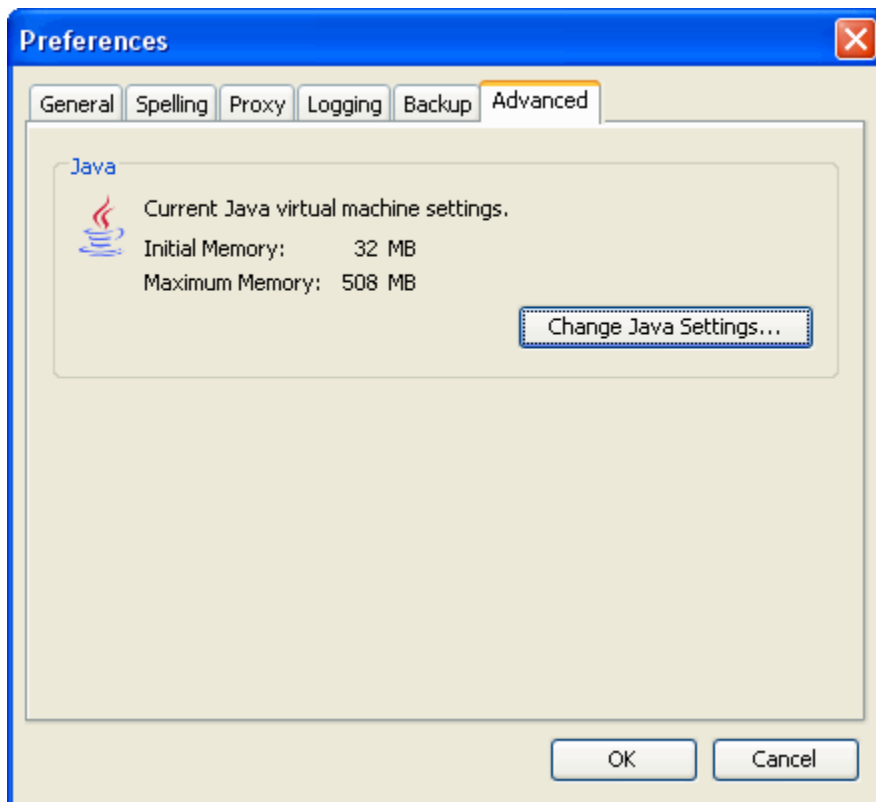 Preferences
General Spelling Proxy Logging Backup Advanced
Java
Current Java virtual machine settings.
Initial Memory: 32 MB
Maximum Memory: 508 MB
Change Java Settings...
OK Cancel